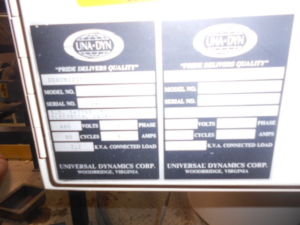 UNA-DYN
"PRIDE DELIVERS QUALITY"
MODEL NO.
SERIAL NO.
VOLTS PHASE
CYCLES AMPS
K.V.A. CONNECTED LOAD
UNIVERSAL DYNAMICS CORP.
WOODBRIDGE, VIRGINIA
UNA-DYN
"PRIDE DELIVERS QUALITY"
MODEL NO.
SERIAL NO.
VOLTS PHASE
CYCLES AMPS
K.V.A. CONNECTED LOAD
UNIVERSAL DYNAMICS CORP.
WOODBRIDGE, VIRGINIA